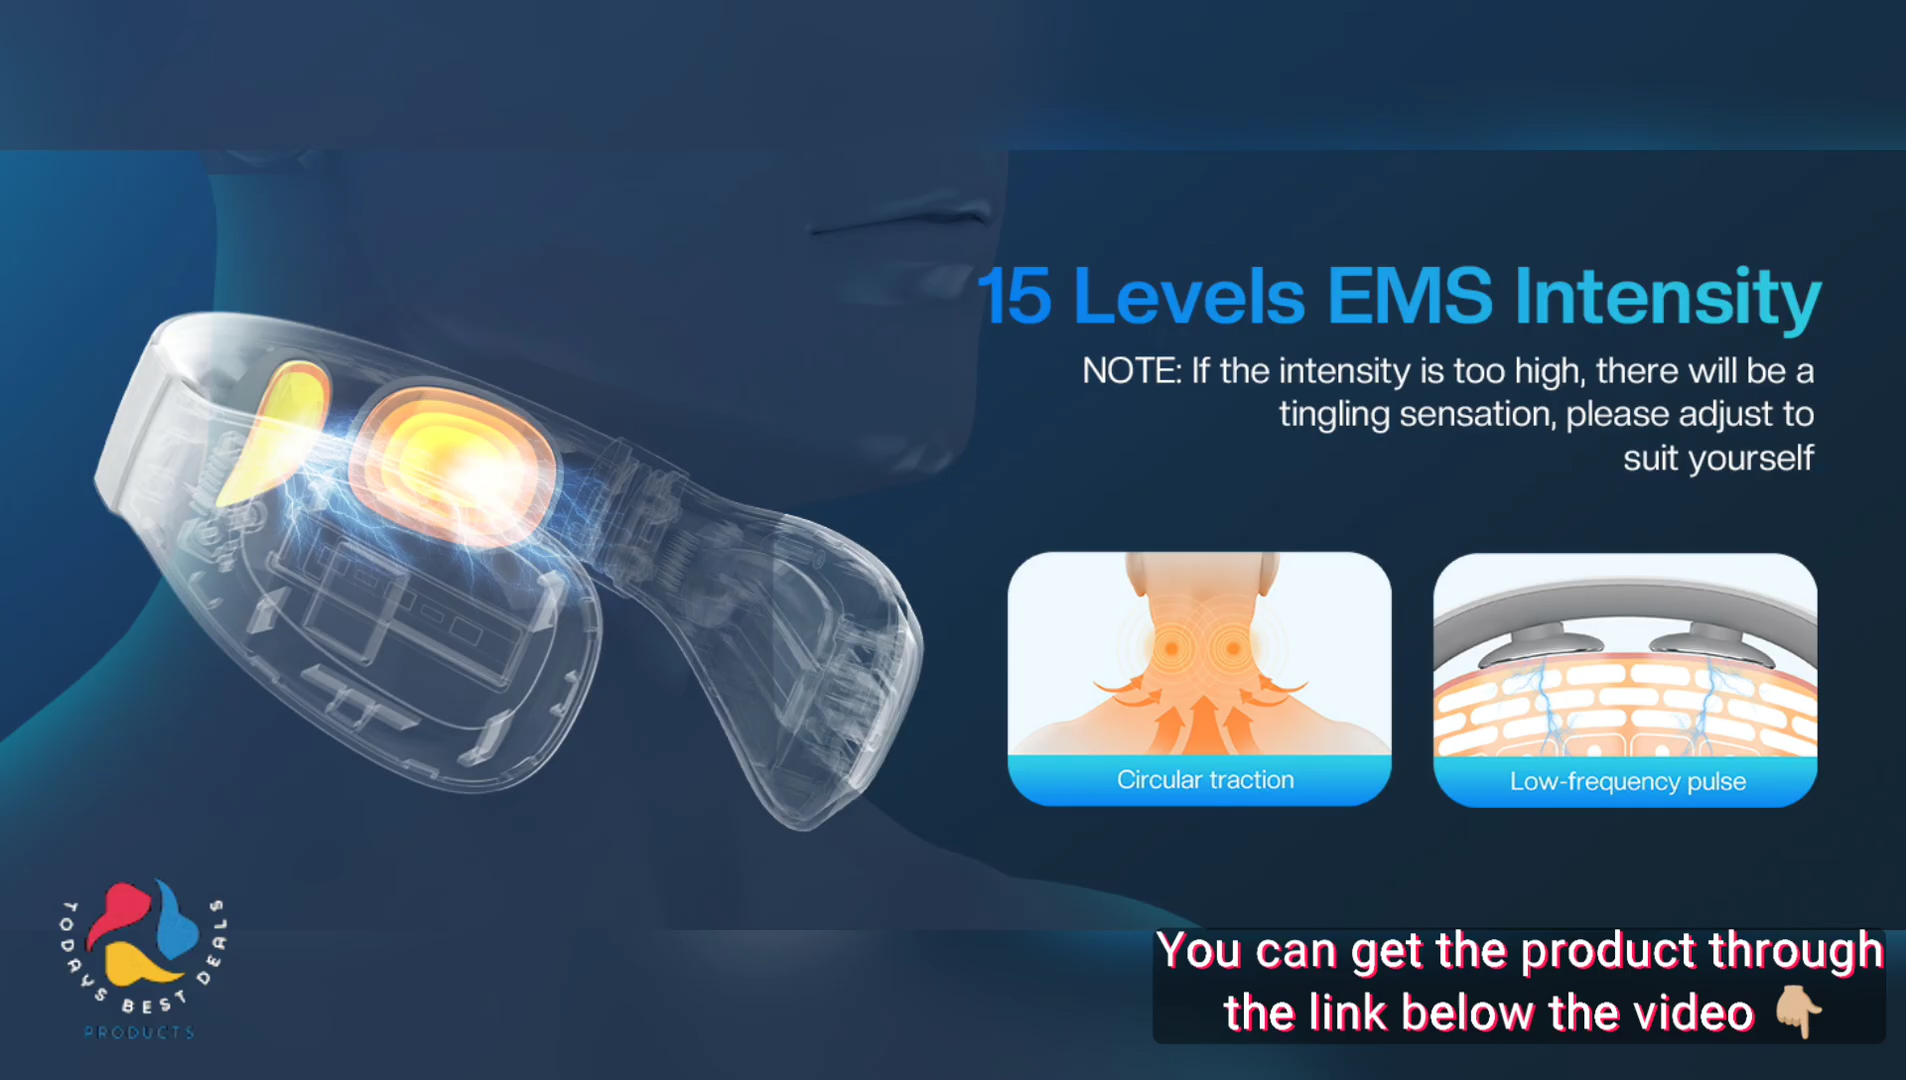 15 Levels EMS Intensity
NOTE: If the intensity is too high, there will be a
tingling sensation, please adjust to
suit yourself
Circular traction
Low-frequency pulse
TODAYS BEST DEALS
PRODUCTS
You can get the product through
the link below the video 👇🏼